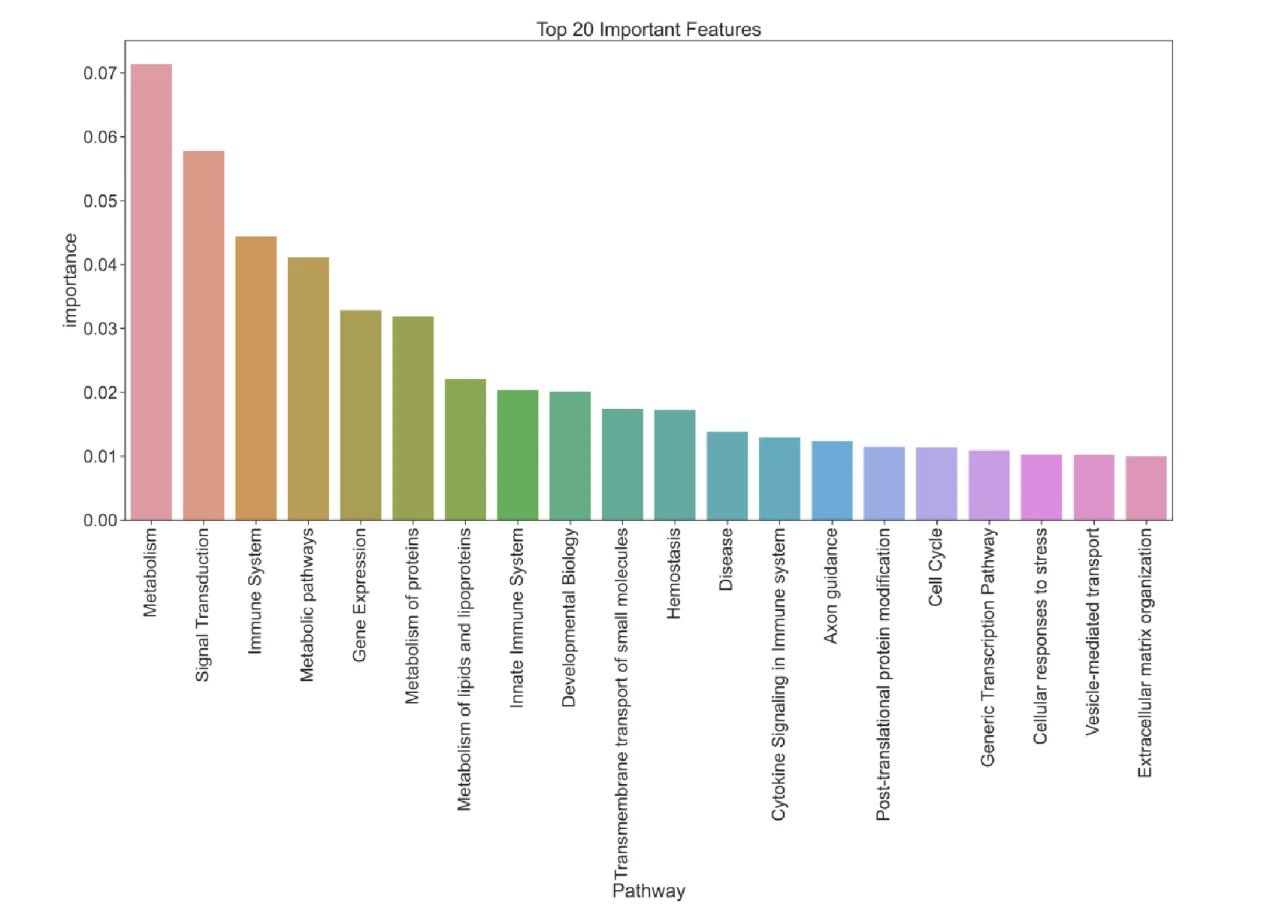 Top 20 Important Features
importance
0.07
0.06
0.05
0.04
0.03
0.02
0.01
0.00
Metabolism
Signal Transduction
Immune System
Metabolic pathways
Gene Expression
Metabolism of proteins
Metabolism of lipids and lipoproteins
Innate Immune System
Developmental Biology
Transmembrane transport of small molecules
Hemostasis
Disease
Cytokine Signaling in Immune system
Axon guidance
Post-translational protein modification
Cell Cycle
Generic Transcription Pathway
Cellular responses to stress
Vesicle-mediated transport
Extracellular matrix organization
Pathway